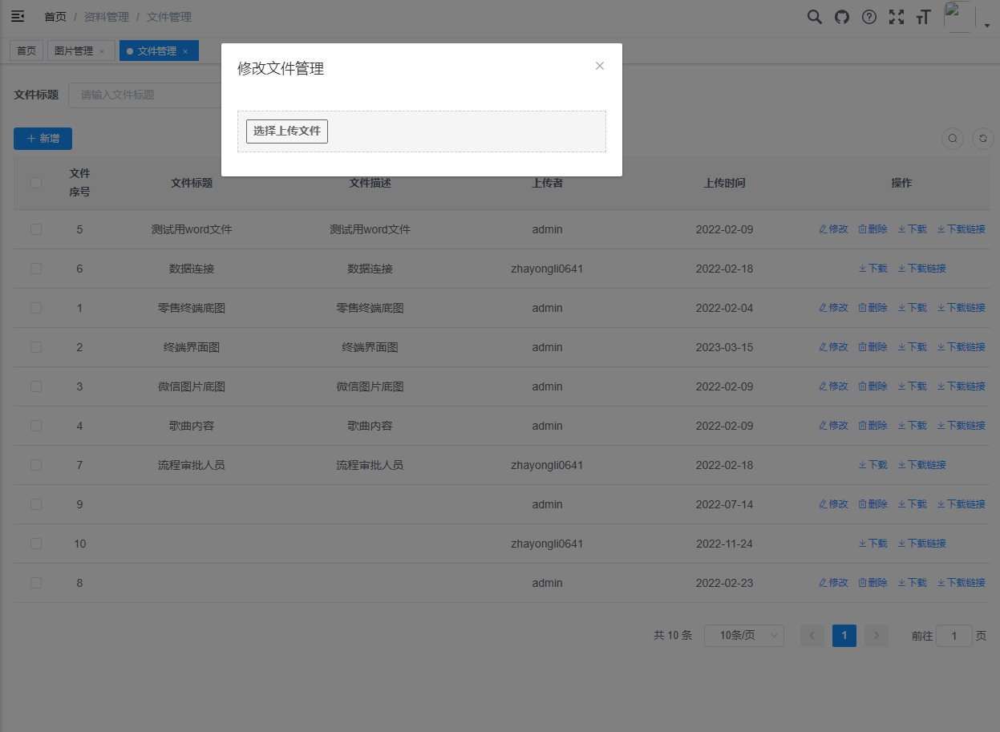 首页 / 资料管理 / 文件管理
首页 图片管理 × 文件管理 ×
修改文件管理
文件标题 请输入文件标题
选择上传文件
新增
文件序号 文件标题 文件描述 上传者 上传时间 操作
5 测试用word文件 测试用word文件 admin 2022-02-09 修改 删除 下载 下载链接
6 数据连接 数据连接 zhayongli0641 2022-02-18 下载 下载链接
1 零售终端底图 零售终端底图 admin 2022-02-04 修改 删除 下载 下载链接
2 终端界面图 终端界面图 admin 2023-03-15 修改 删除 下载 下载链接
3 微信图片底图 微信图片底图 admin 2022-02-09 修改 删除 下载 下载链接
4 歌曲内容 歌曲内容 admin 2022-02-09 修改 删除 下载 下载链接
7 流程审批人员 流程审批人员 zhayongli0641 2022-02-18 下载 下载链接
9 admin 2022-07-14 修改 删除 下载 下载链接
10 zhayongli0641 2022-11-24 下载 下载链接
8 admin 2022-02-23 修改 删除 下载 下载链接
共 10 条 10条/页 1 前往 1 页